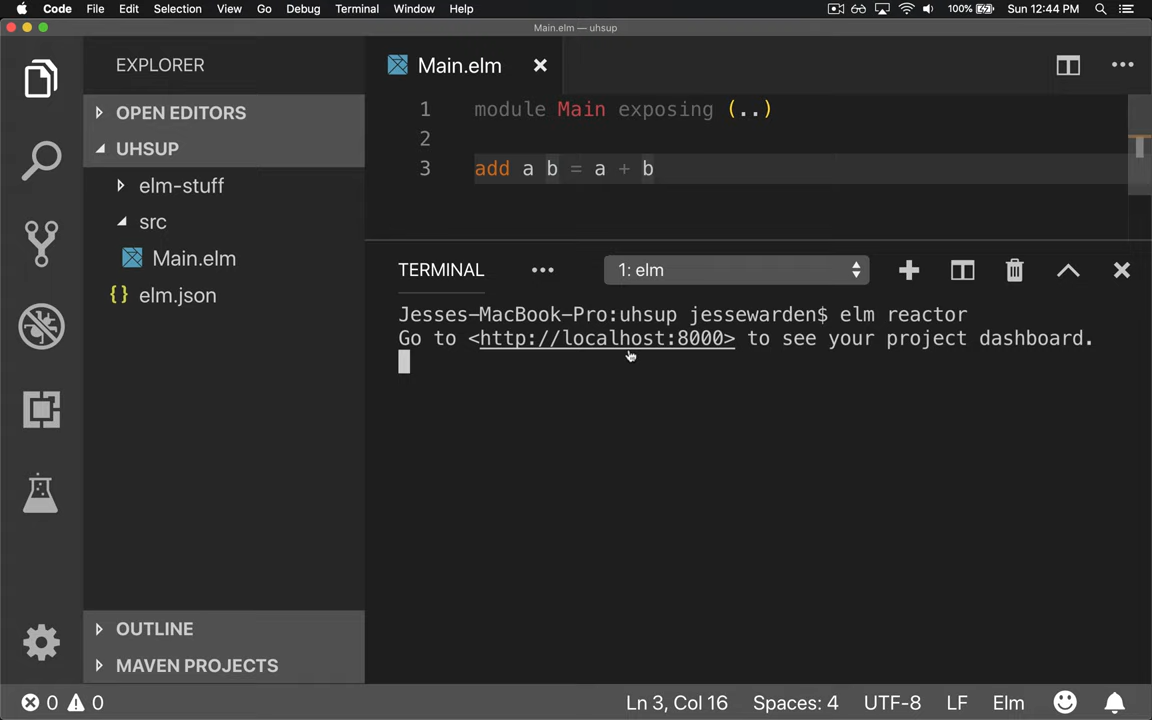 Code File Edit Selection View Go Debug Terminal Window Help 100% Sun 12:44 PM
Main.elm — uhsup
EXPLORER
OPEN EDITORS
UHSUP
elm-stuff
src
Main.elm
{} elm.json
OUTLINE
MAVEN PROJECTS
Main.elm
1 module Main exposing (..)
2
3 add a b = a + b
TERMINAL ... 1: elm
Jesses-MacBook-Pro:uhsup jessewarden$ elm reactor
Go to <http://localhost:8000> to see your project dashboard.
0 0 Ln 3, Col 16 Spaces: 4 UTF-8 LF Elm